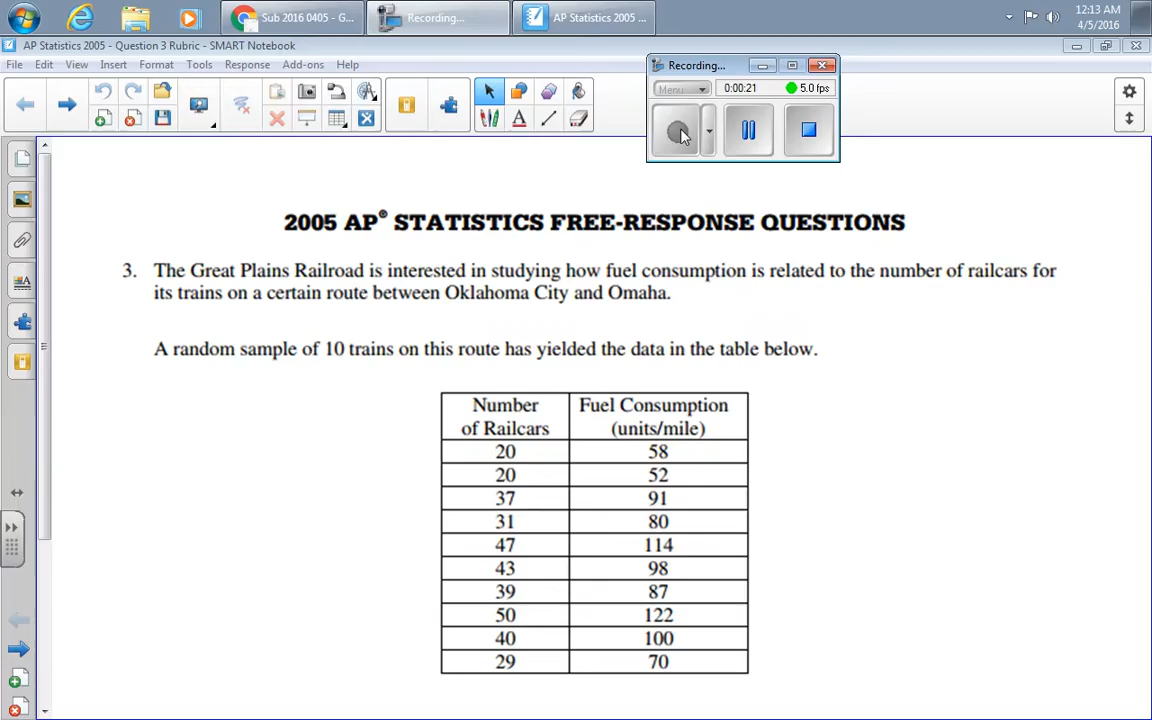 Sub 2016 0405 - G...
Recording...
AP Statistics 2005 ...
12:13 AM
4/5/2016
AP Statistics 2005 - Question 3 Rubric - SMART Notebook
File Edit View Insert Format Tools Response Add-ons Help
Recording...
Menu
0:00:21
5.0 fps
2005 AP® STATISTICS FREE-RESPONSE QUESTIONS
3. The Great Plains Railroad is interested in studying how fuel consumption is related to the number of railcars for
its trains on a certain route between Oklahoma City and Omaha.
A random sample of 10 trains on this route has yielded the data in the table below.
Number Fuel Consumption
of Railcars (units/mile)
20 58
20 52
37 91
31 80
47 114
43 98
39 87
50 122
40 100
29 70